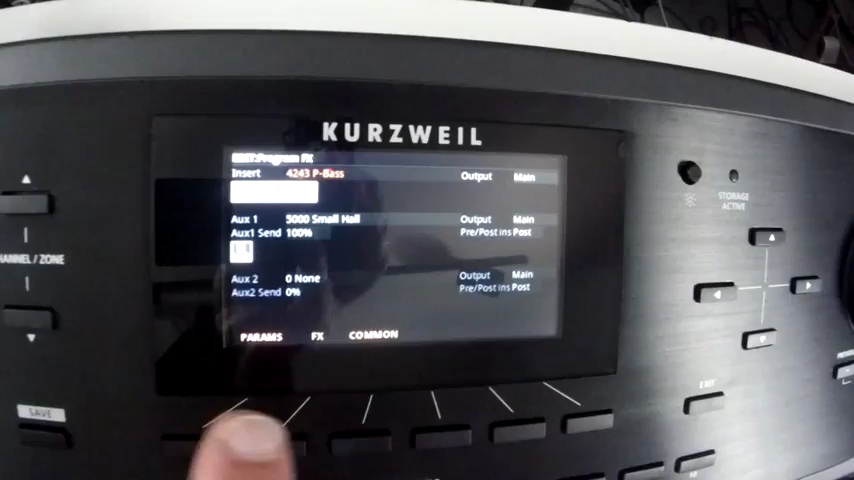 KURZWEIL
EDIT:Program FX
Insert 4243 P-Bass Output Main
Aux 1 5000 Small Hall Output Main
Aux1 Send 100% Pre/Post ins Post
Aux 2 0 None Output Main
Aux2 Send 0% Pre/Post ins Post
PARAMS FX COMMON
HANNEL / ZONE
SAVE
STORAGE
ACTIVE
EXIT